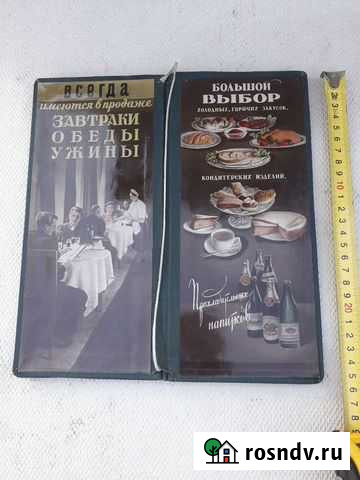 ВСЕГДА
имеются в продаже
ЗАВТРАКИ
ОБЕДЫ
УЖИНЫ
БОЛЬШОЙ
ВЫБОР
ХОЛОДНЫХ, ГОРЯЧИХ ЗАКУСОК,
КОНДИТЕРСКИХ ИЗДЕЛИЙ,
Прохладительных
напитков
rosndv.ru